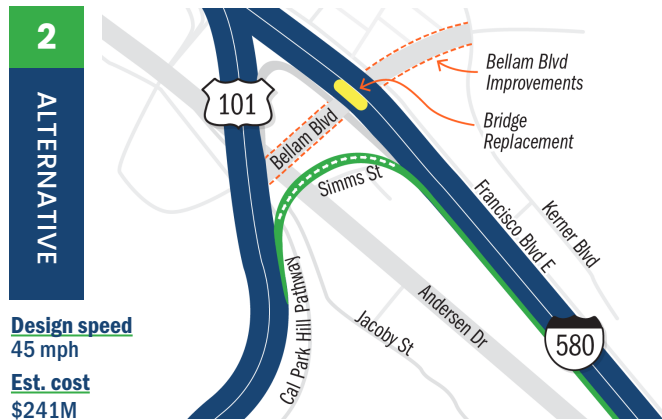 2
ALTERNATIVE
Design speed
45 mph
Est. cost
$241M
101
Bellam Blvd
Improvements
Bridge
Replacement
Bellam Blvd
Simms St
Francisco Blvd E
Kerner Blvd
Cal Park Hill Pathway
Andersen Dr
Jacoby St
580